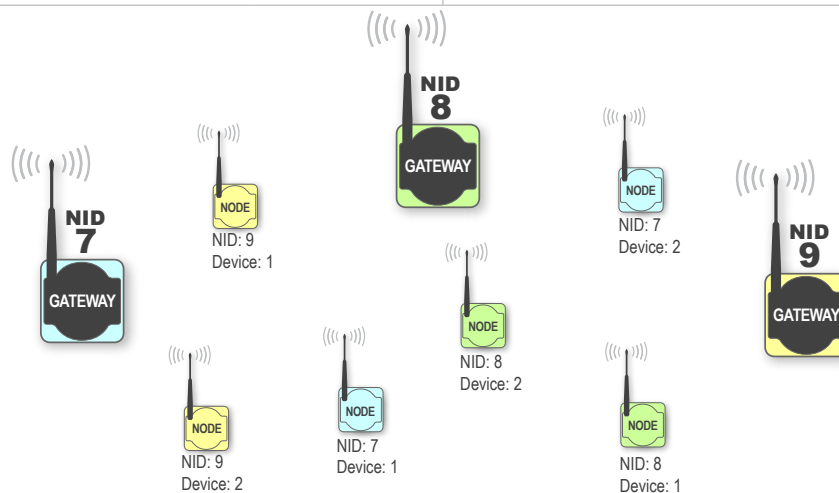 NID
8
GATEWAY
NID
7
GATEWAY
NODE
NID: 9
Device: 1
NODE
NID: 7
Device: 2
NID
9
GATEWAY
NODE
NID: 8
Device: 2
NODE
NID: 9
Device: 2
NODE
NID: 7
Device: 1
NODE
NID: 8
Device: 1